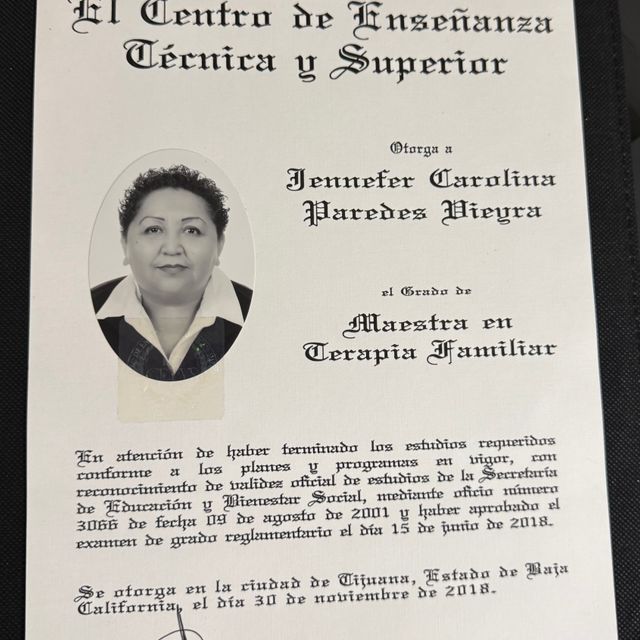 El Centro de Enseñanza
Técnica y Superior
Otorga a
Jennefer Carolina
Paredes Vieyra
el Grado de
Maestra en
Terapia Familiar
En atención de haber terminado los estudios requeridos
conforme a los planes y programas en vigor, con
reconocimiento de validez oficial de estudios de la Secretaría
de Educación y Bienestar Social, mediante oficio número
3066 de fecha 09 de agosto de 2001 y haber aprobado el
examen de grado reglamentario el día 15 de junio de 2018.
Se otorga en la ciudad de Tijuana, Estado de Baja
California, el día 30 de noviembre de 2018.